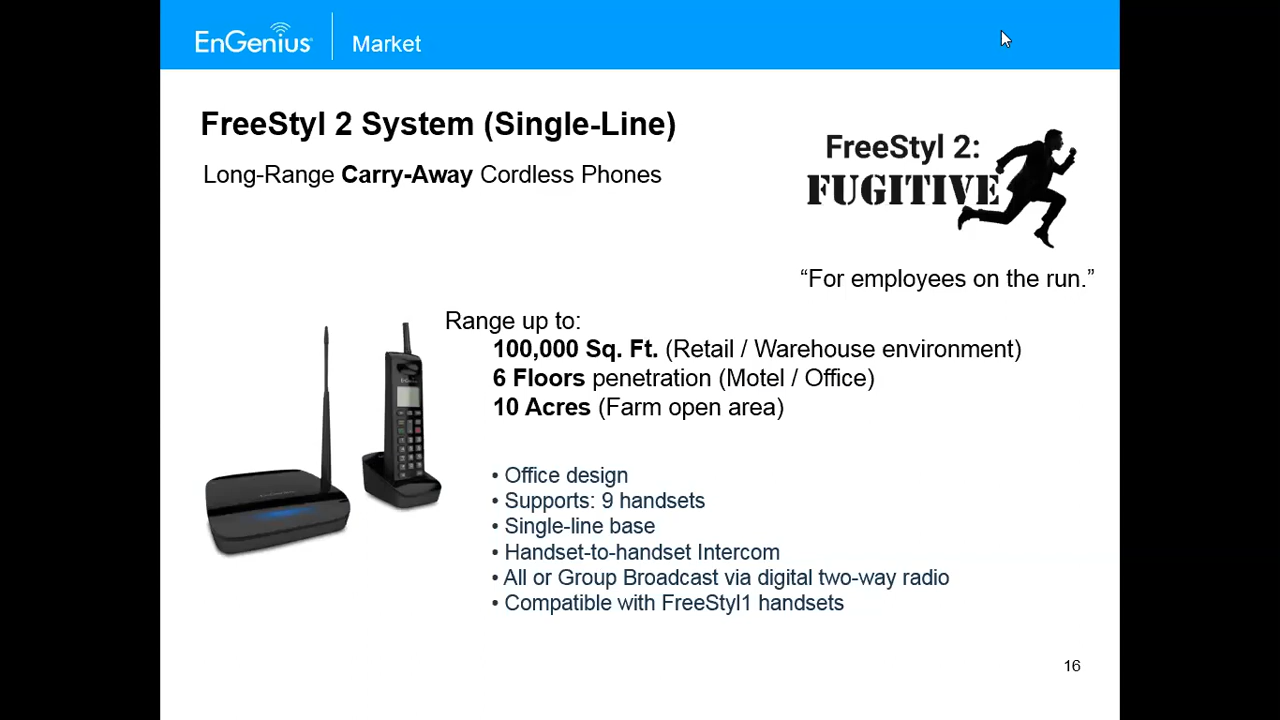 EnGenius
Market
FreeStyl 2 System (Single-Line)
Long-Range Carry-Away Cordless Phones
FreeStyl 2:
FUGITIVE
“For employees on the run.”
Range up to:
100,000 Sq. Ft. (Retail / Warehouse environment)
6 Floors penetration (Motel / Office)
10 Acres (Farm open area)
EnGenius
• Office design
• Supports: 9 handsets
• Single-line base
• Handset-to-handset Intercom
• All or Group Broadcast via digital two-way radio
• Compatible with FreeStyl1 handsets
16